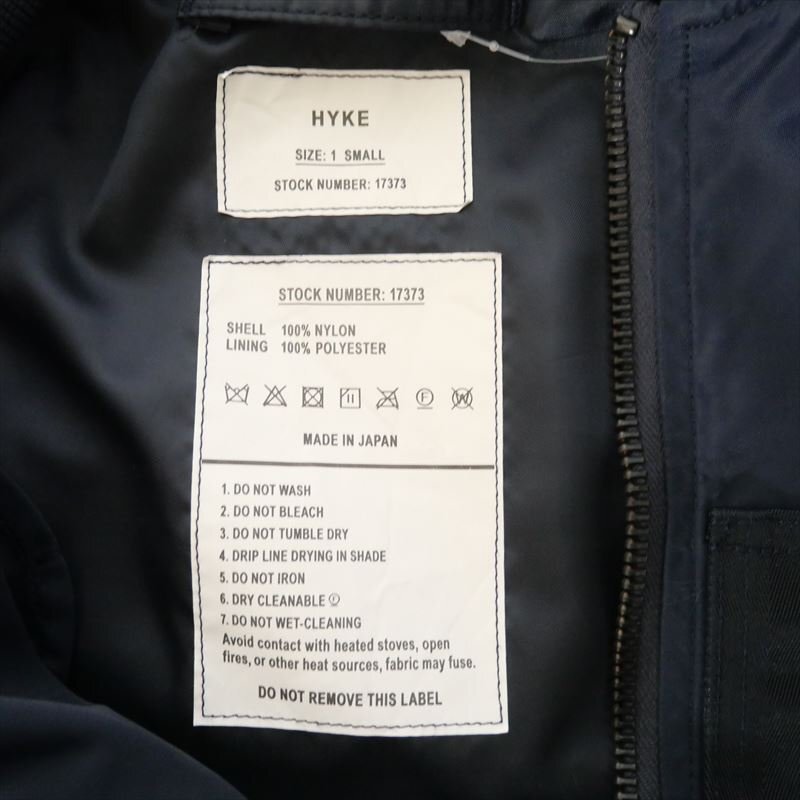 HYKE
SIZE: 1 SMALL
STOCK NUMBER: 17373
STOCK NUMBER: 17373
SHELL 100% NYLON
LINING 100% POLYESTER
F W
MADE IN JAPAN
1. DO NOT WASH
2. DO NOT BLEACH
3. DO NOT TUMBLE DRY
4. DRIP LINE DRYING IN SHADE
5. DO NOT IRON
6. DRY CLEANABLE Ⓕ
7. DO NOT WET-CLEANING
Avoid contact with heated stoves, open
fires, or other heat sources, fabric may fuse.
DO NOT REMOVE THIS LABEL